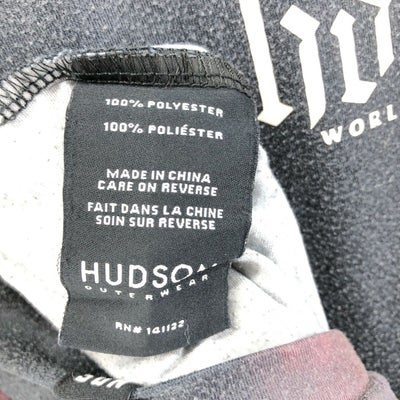 100% POLYESTER
100% POLIÉSTER
MADE IN CHINA
CARE ON REVERSE
FAIT DANS LA CHINE
SOIN SUR REVERSE
HUDSON
OUTERWEAR
RN# 141122
WORL